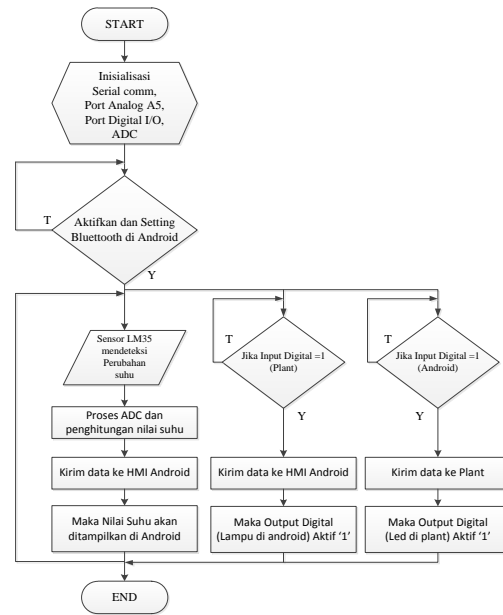 START
Inisialisasi
Serial comm,
Port Analog A5,
Port Digital I/O,
ADC
T
Aktifkan dan Setting
Bluettooth di Android
Y
Sensor LM35
mendeteksi
Perubahan
suhu
Proses ADC dan
penghitungan nilai suhu
Kirim data ke HMI Android
Maka Nilai Suhu akan
ditampilkan di Android
T
Jika Input Digital =1
(Plant)
Y
Kirim data ke HMI Android
Maka Output Digital
(Lampu di android) Aktif ‘1’
T
Jika Input Digital =1
(Android)
Y
Kirim data ke Plant
Maka Output Digital
(Led di plant) Aktif ‘1’
END